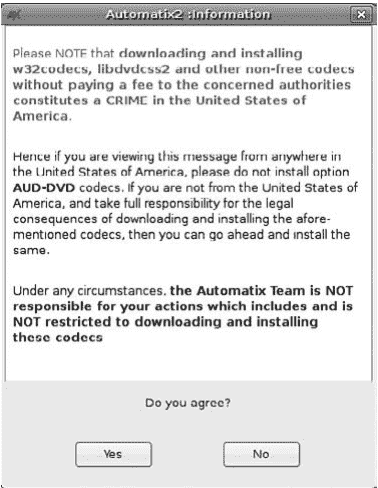 Automatix2 :Information
Please NOTE that downloading and installing
w32codecs, libdvdcss2 and other non-free codecs
without paying a fee to the concerned authorities
constitutes a CRIME in the United States of
America.
Hence if you are viewing this message from anywhere in
the United States of America, please do not install option
AUD-DVD codecs. If you are not from the United States of
America, and take full responsibility for the legal
consequences of downloading and installing the afore-
mentioned codecs, then you can go ahead and install the
same.
Under any circumstances, the Automatix Team is NOT
responsible for your actions which includes and is
NOT restricted to downloading and installing
these codecs
Do you agree?
Yes
No